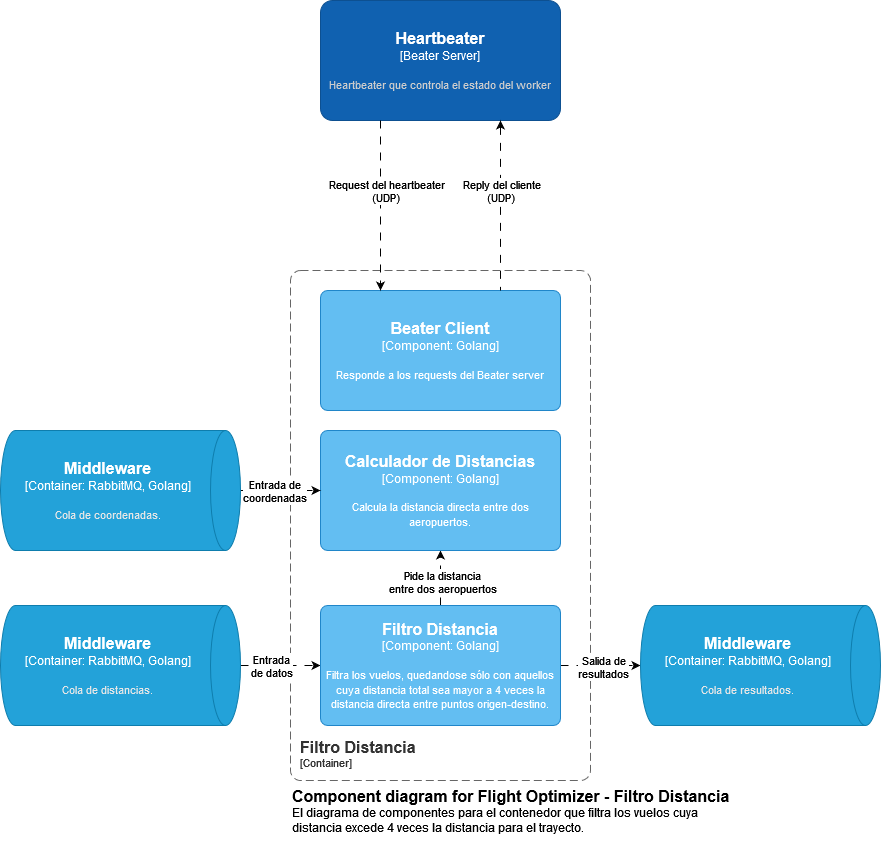 Heartbeater
[Beater Server]
Heartbeater que controla el estado del worker
Request del heartbeater
(UDP)
Reply del cliente
(UDP)
Beater Client
[Component: Golang]
Responde a los requests del Beater server
Middleware
[Container: RabbitMQ, Golang]
Cola de coordenadas.
Entrada de
coordenadas
Calculador de Distancias
[Component: Golang]
Calcula la distancia directa entre dos
aeropuertos.
Pide la distancia
entre dos aeropuertos
Middleware
[Container: RabbitMQ, Golang]
Cola de distancias.
Entrada
de datos
Filtro Distancia
[Component: Golang]
Filtra los vuelos, quedandose sólo con aquellos
cuya distancia total sea mayor a 4 veces la
distancia directa entre puntos origen-destino.
Salida de
resultados
Middleware
[Container: RabbitMQ, Golang]
Cola de resultados.
Filtro Distancia
[Container]
Component diagram for Flight Optimizer - Filtro Distancia
El diagrama de componentes para el contenedor que filtra los vuelos cuya
distancia excede 4 veces la distancia para el trayecto.